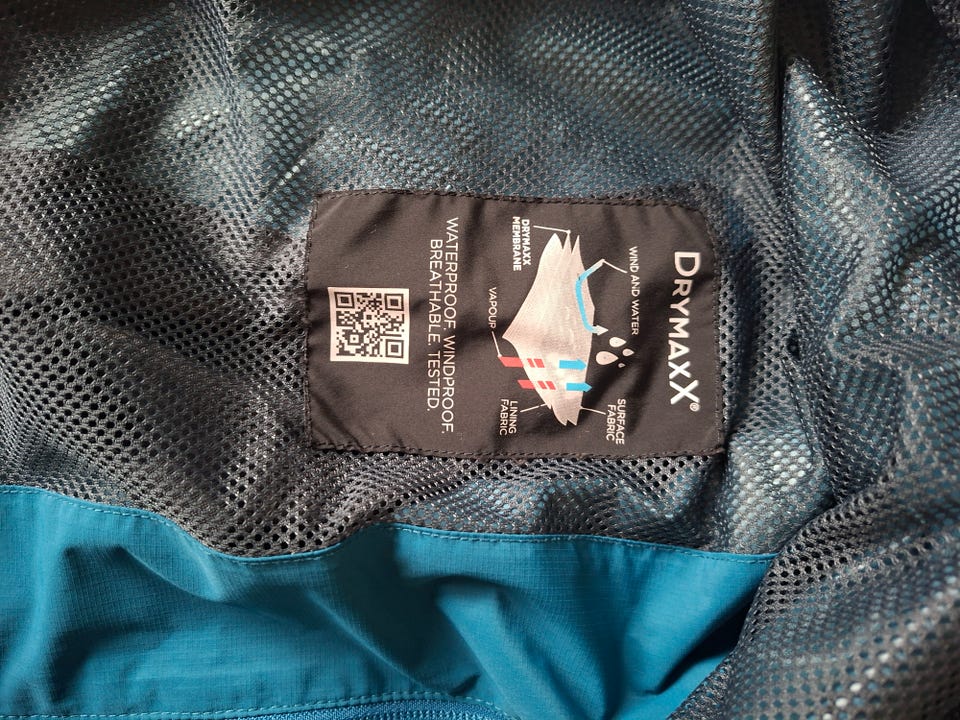 DRYMAXX®
WIND AND WATER
SURFACE
FABRIC
DRYMAXX
MEMBRANE
VAPOUR
LINING
FABRIC
WATERPROOF. WINDPROOF.
BREATHABLE. TESTED.